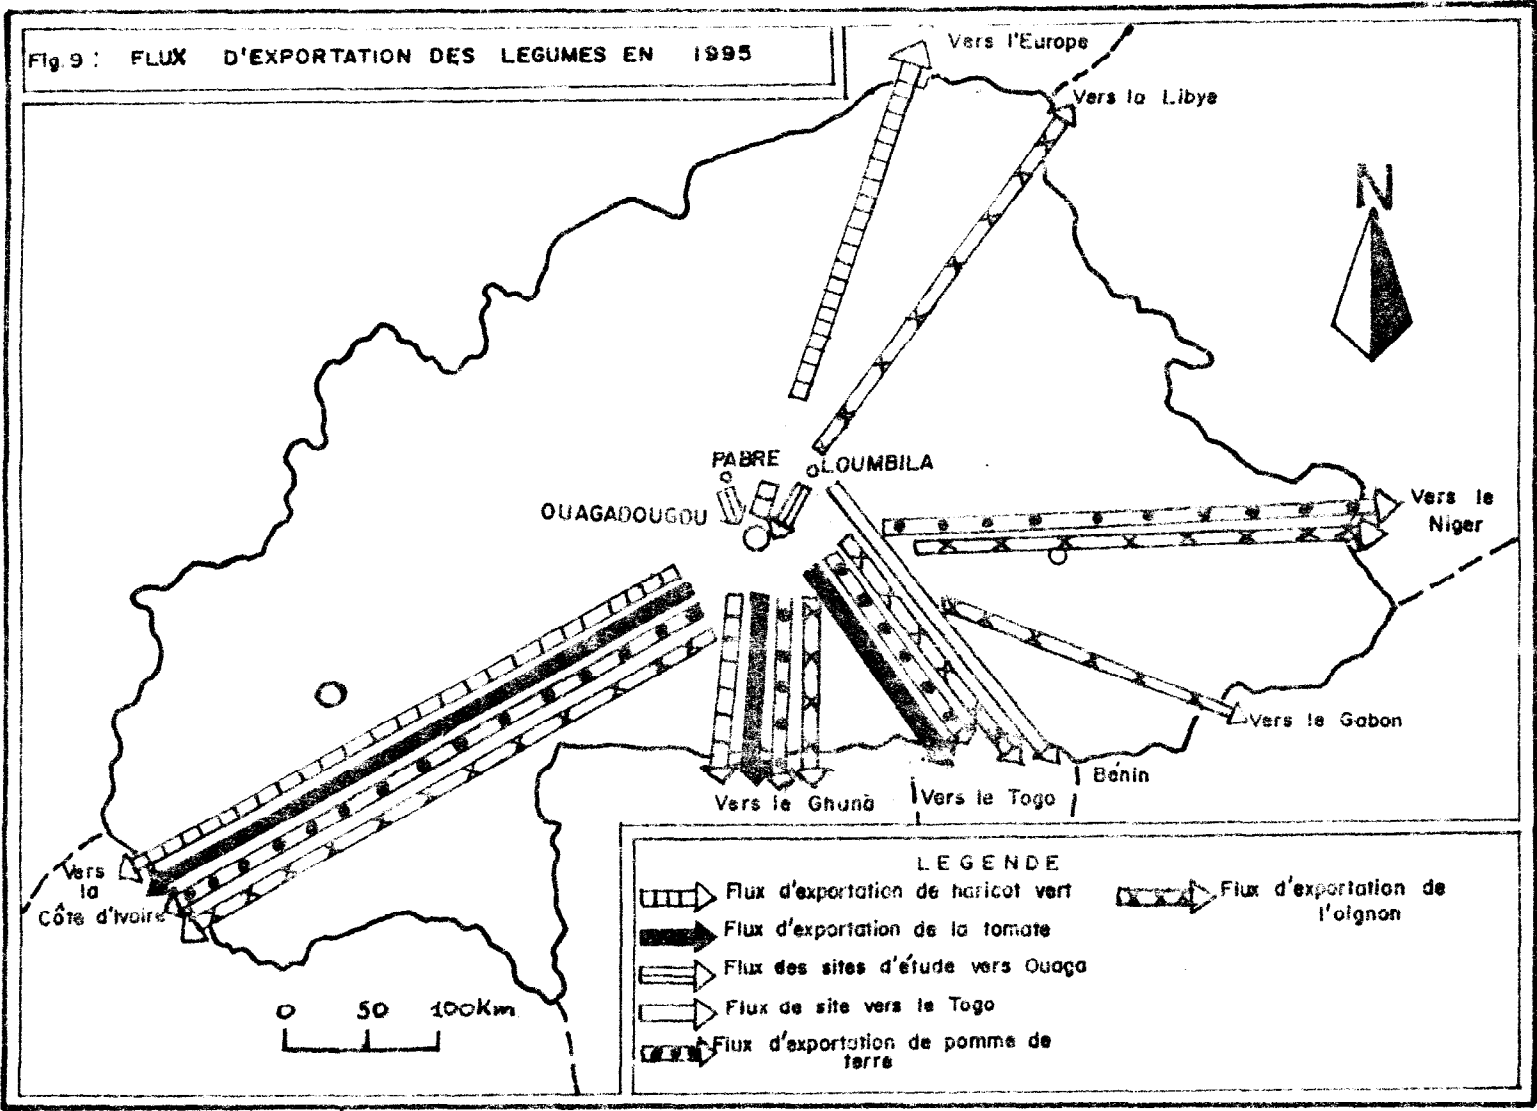 Fig. 9 : FLUX D'EXPORTATION DES LEGUMES EN 1995
Vers l'Europe
Vers la Libye
N
PABRE
LOUMBILA
OUAGADOUGOU
Vers le
Niger
Vers le Gabon
Bénin
Vers le Togo
Vers le Ghana
Vers
la
Côte d'Ivoire
0 50 100Km
LEGENDE
Flux d'exportation de haricot vert
Flux d'exportation de la tomate
Flux des sites d'étude vers Ouaga
Flux de site vers le Togo
Flux d'exportation de pomme de
terre
Flux d'exportation de
l'oignon